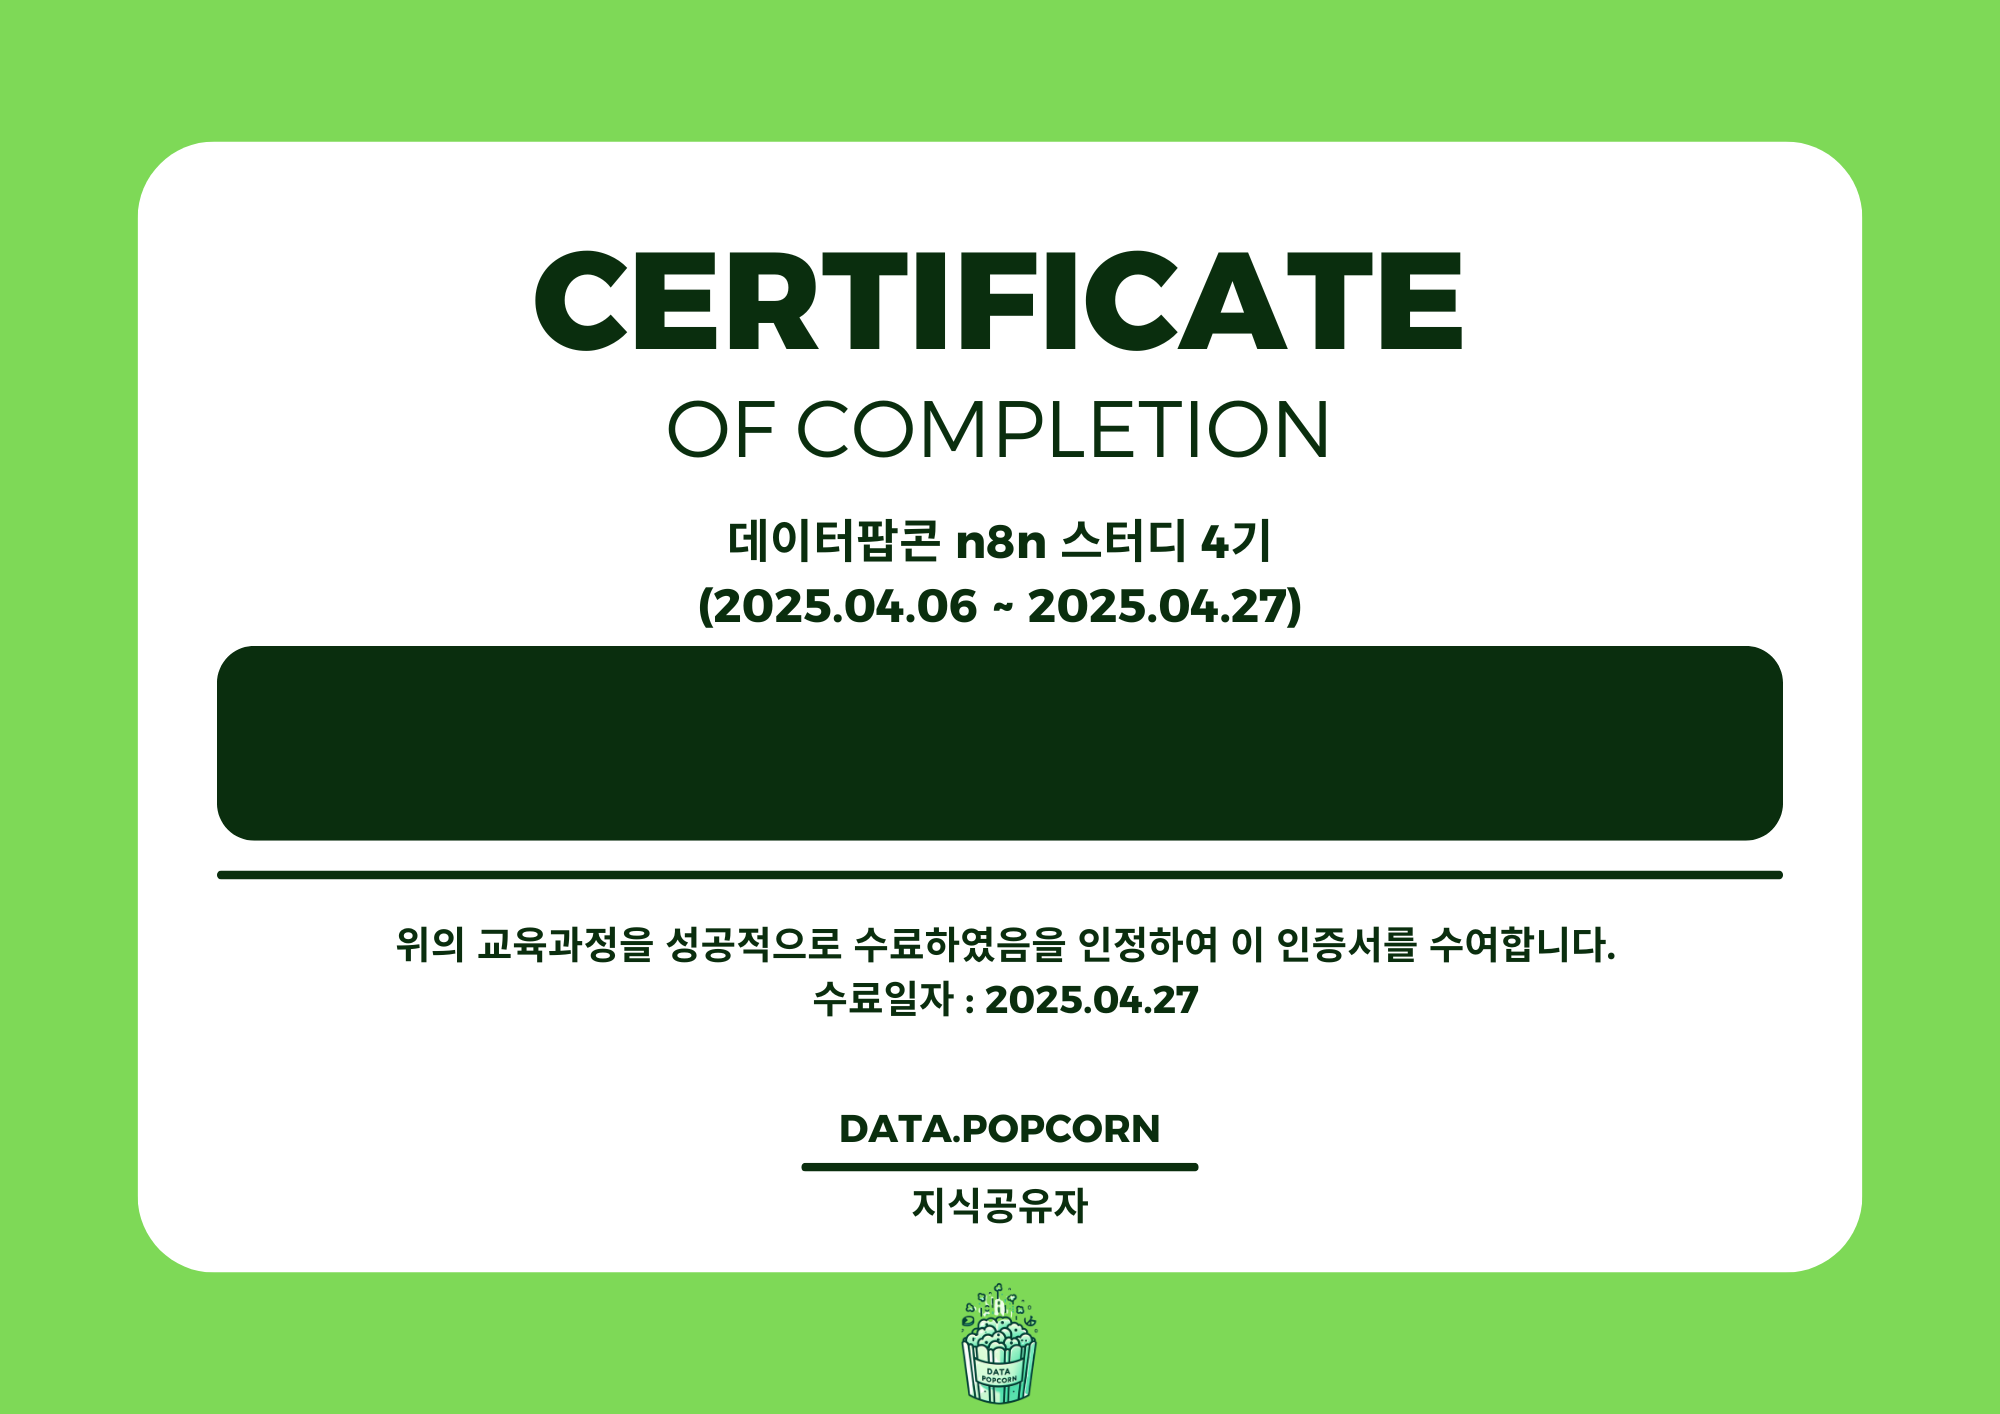 CERTIFICATE
OF COMPLETION
데이터팝콘 n8n 스터디 4기
(2025.04.06 ~ 2025.04.27)
위의 교육과정을 성공적으로 수료하였음을 인정하여 이 인증서를 수여합니다.
수료일자 : 2025.04.27
DATA.POPCORN
지식공유자
DATA
POPCORN